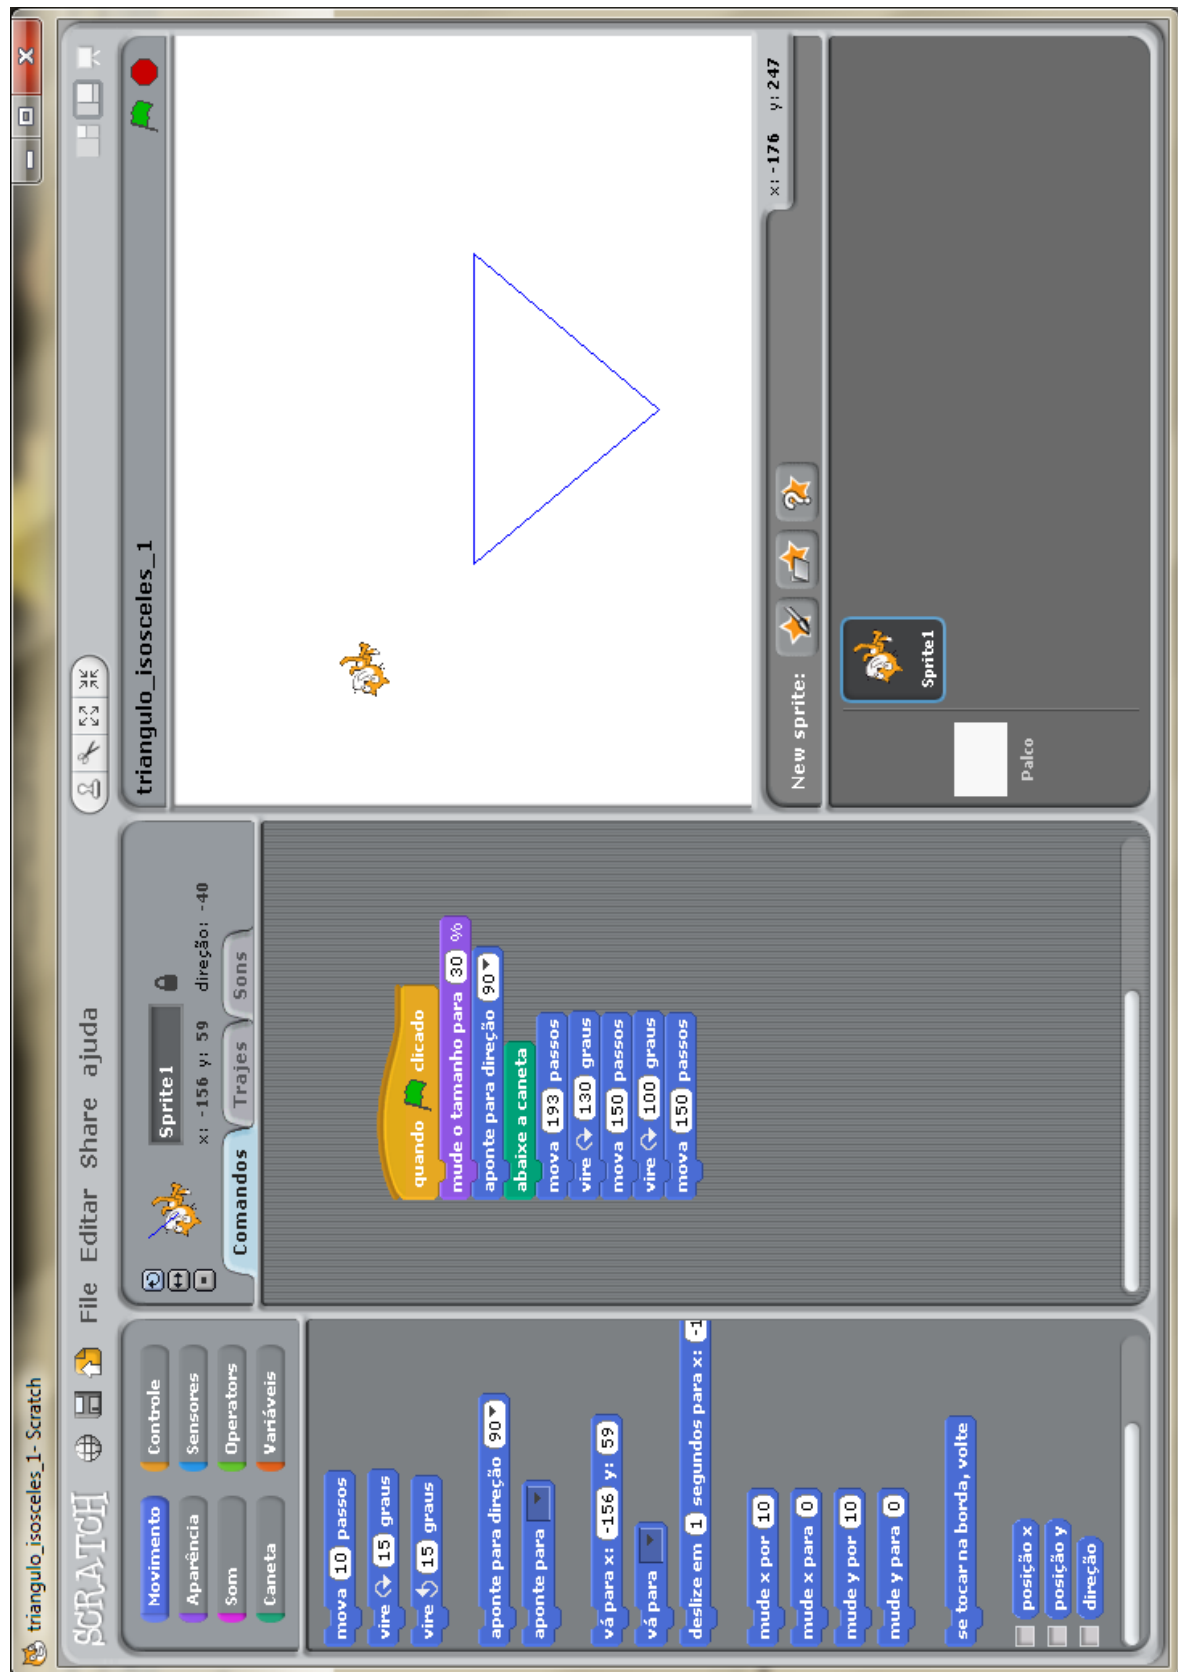 triangulo_isosceles_1- Scratch
SCRATCH
File Editar Share ajuda
Movimento
Controle
Aparência
Sensores
Som
Operators
Caneta
Variáveis
mova 10 passos
vire 15 graus
vire 15 graus
aponte para direção 90
aponte para
vá para x: -156 y: 59
vá para
deslize em 1 segundos para x: -1
mude x por 10
mude x para 0
mude y por 10
mude y para 0
se tocar na borda, volte
posição x
posição y
direção
Sprite1
x: -156 y: 59 direção: -40
Comandos
Trajes
Sons
quando clicado
mude o tamanho para 30 %
aponte para direção 90
abaixe a caneta
mova 193 passos
vire 130 graus
mova 150 passos
vire 100 graus
mova 150 passos
triangulo_isosceles_1
x: -176 y: 247
New sprite:
Sprite1
Palco